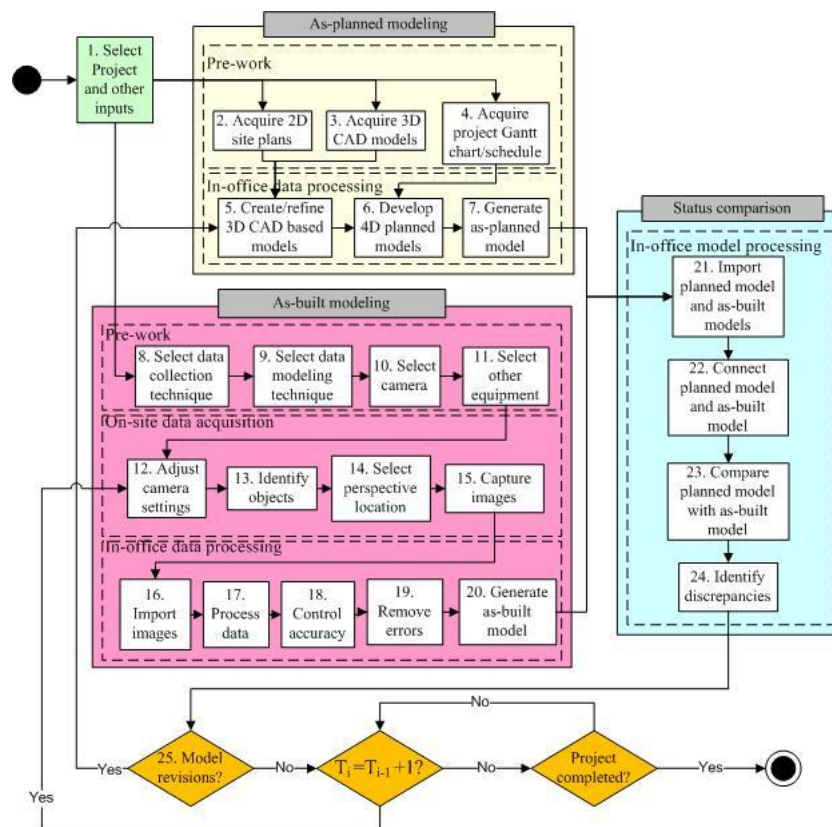 As-planned modeling
1. Select
Project
and other
inputs
Pre-work
2. Acquire 2D
site plans
3. Acquire 3D
CAD models
4. Acquire
project Gantt
chart/schedule
In-office data processing
5. Create/refine
3D CAD based
models
6. Develop
4D planned
models
7. Generate
as-planned
model
Status comparison
In-office model processing
21. Import
planned model
and as-built
models
22. Connect
planned model
and as-built
model
23. Compare
planned model
with as-built
model
24. Identify
discrepancies
As-built modeling
Pre-work
8. Select data
collection
technique
9. Select data
modeling
technique
10. Select
camera
11. Select
other
equipment
On-site data acquisition
12. Adjust
camera
settings
13. Identify
objects
14. Select
perspective
location
15. Capture
images
In-office data processing
16.
Import
images
17.
Process
data
18.
Control
accuracy
19.
Remove
errors
20. Generate
as-built
model
No
25. Model
revisions?
Yes
No
Ti=Ti-1+1?
No
Project
completed?
Yes
Yes